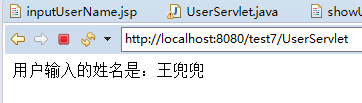 inputUserName.jsp
UserServlet.java
showU
http://localhost:8080/test7/UserServlet
用户输入的姓名是：王兜兜